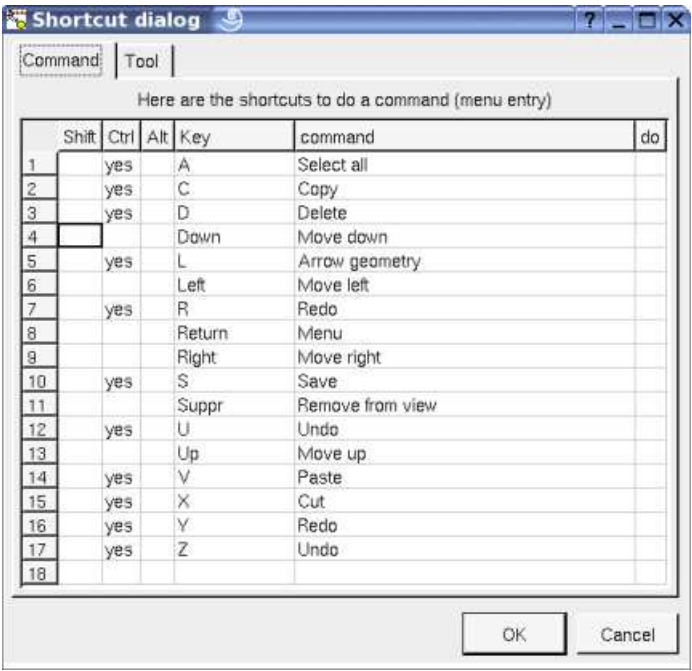 Shortcut dialog ? _ □ X
Command Tool
Here are the shortcuts to do a command (menu entry)
Shift Ctrl Alt Key command do
1 yes A Select all
2 yes C Copy
3 yes D Delete
4 Down Move down
5 yes L Arrow geometry
6 Left Move left
7 yes R Redo
8 Return Menu
9 Right Move right
10 yes S Save
11 Suppr Remove from view
12 yes U Undo
13 Up Move up
14 yes V Paste
15 yes X Cut
16 yes Y Redo
17 yes Z Undo
18
OK Cancel